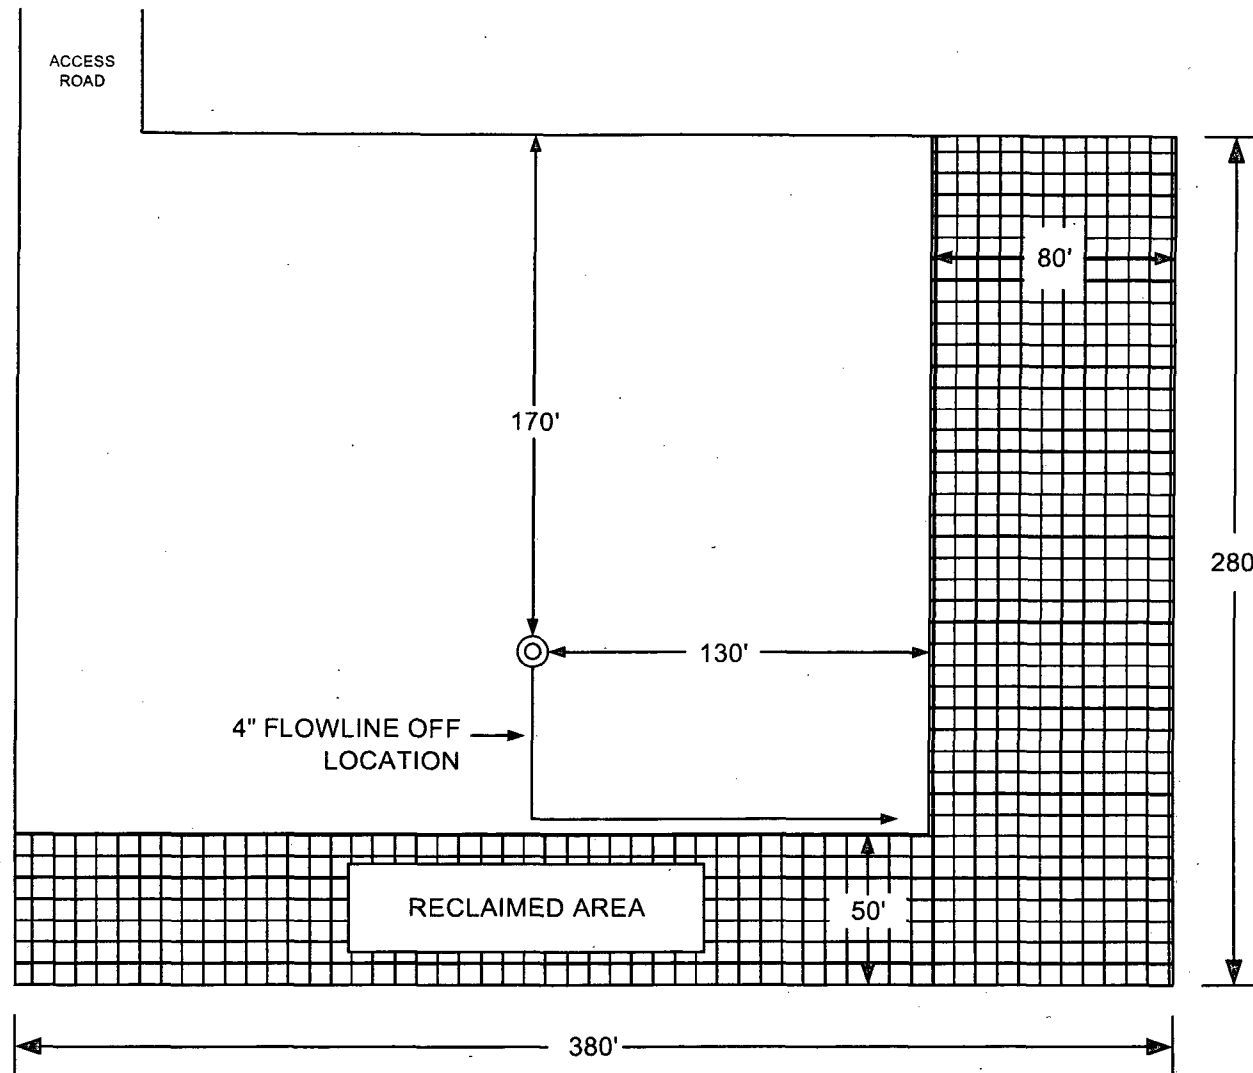 ACCESS
ROAD
80'
170'
280
130'
4" FLOWLINE OFF
LOCATION
RECLAIMED AREA
50'
380'